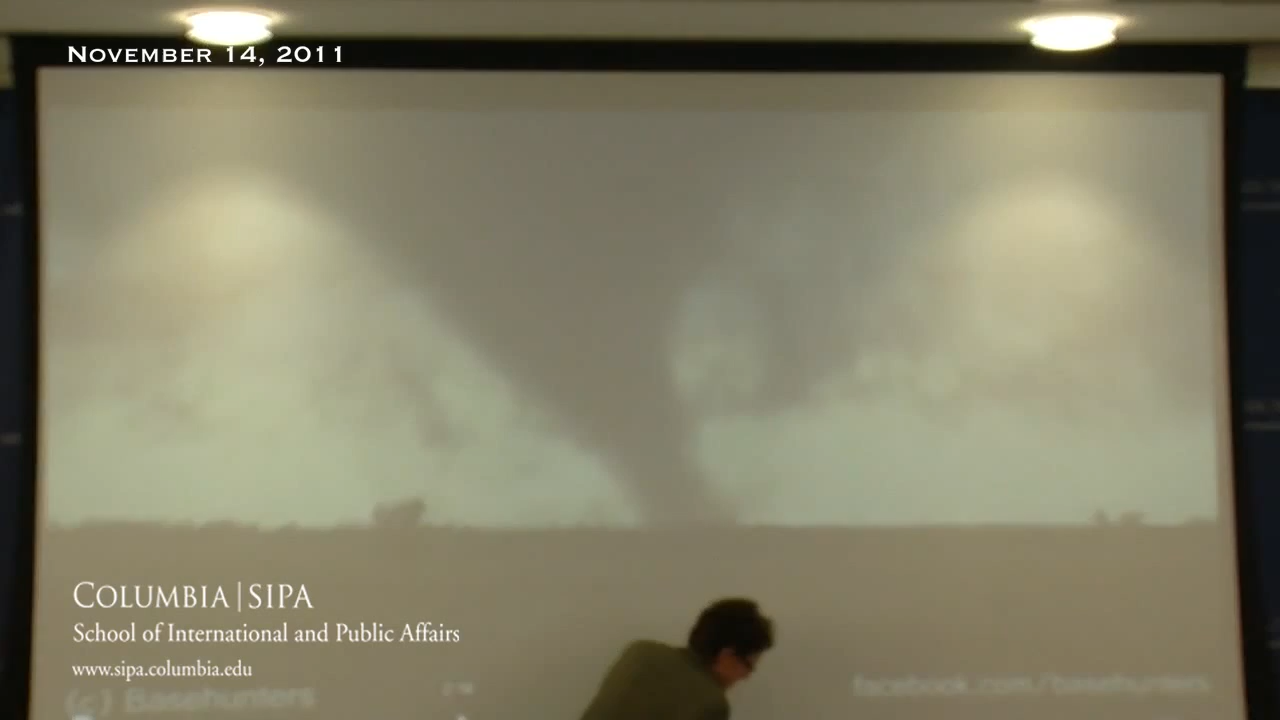 November 14, 2011
Columbia|SIPA
School of International and Public Affairs
www.sipa.columbia.edu
(c) Basehunters
facebook.com/basehunters